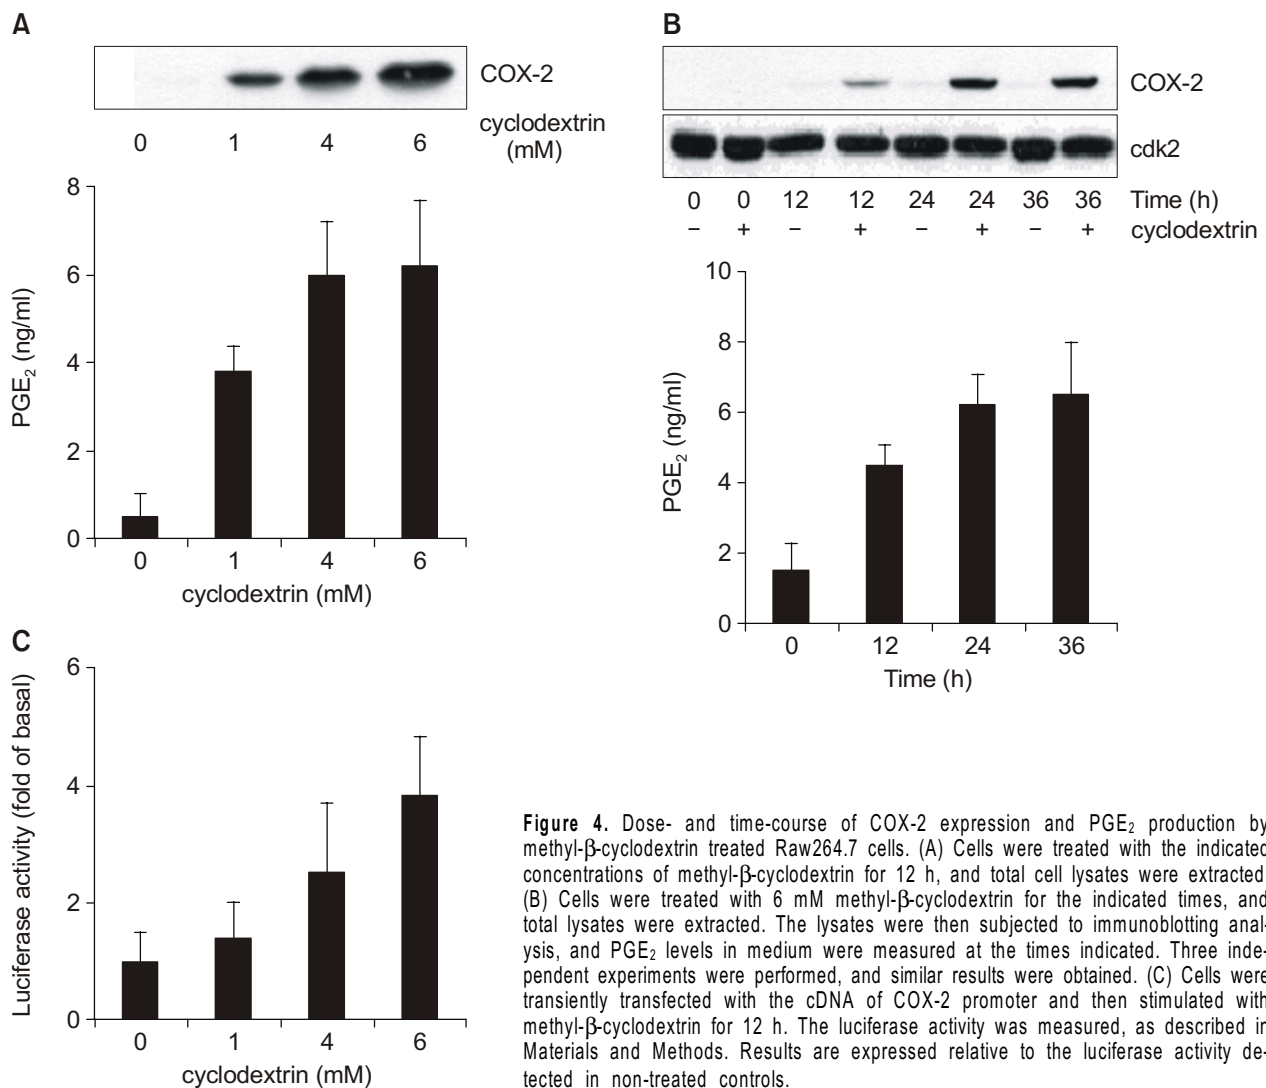 A
COX-2
0 1 4 6
cyclodextrin
(mM)
8
6
4
2
0
PGE2 (ng/ml)
0 1 4 6
cyclodextrin (mM)
B
COX-2
cdk2
0 0 12 12 24 24 36 36 Time (h)
− + − + − + − + cyclodextrin
10
8
6
4
2
0
PGE2 (ng/ml)
0 12 24 36
Time (h)
C
6
4
2
0
Luciferase activity (fold of basal)
0 1 4 6
cyclodextrin (mM)
Figure 4. Dose- and time-course of COX-2 expression and PGE2 production by
methyl-β-cyclodextrin treated Raw264.7 cells. (A) Cells were treated with the indicated
concentrations of methyl-β-cyclodextrin for 12 h, and total cell lysates were extracted
(B) Cells were treated with 6 mM methyl-β-cyclodextrin for the indicated times, and
total lysates were extracted. The lysates were then subjected to immunoblotting anal-
ysis, and PGE2 levels in medium were measured at the times indicated. Three inde-
pendent experiments were performed, and similar results were obtained. (C) Cells were
transiently transfected with the cDNA of COX-2 promoter and then stimulated with
methyl-β-cyclodextrin for 12 h. The luciferase activity was measured, as described in
Materials and Methods. Results are expressed relative to the luciferase activity de-
tected in non-treated controls.